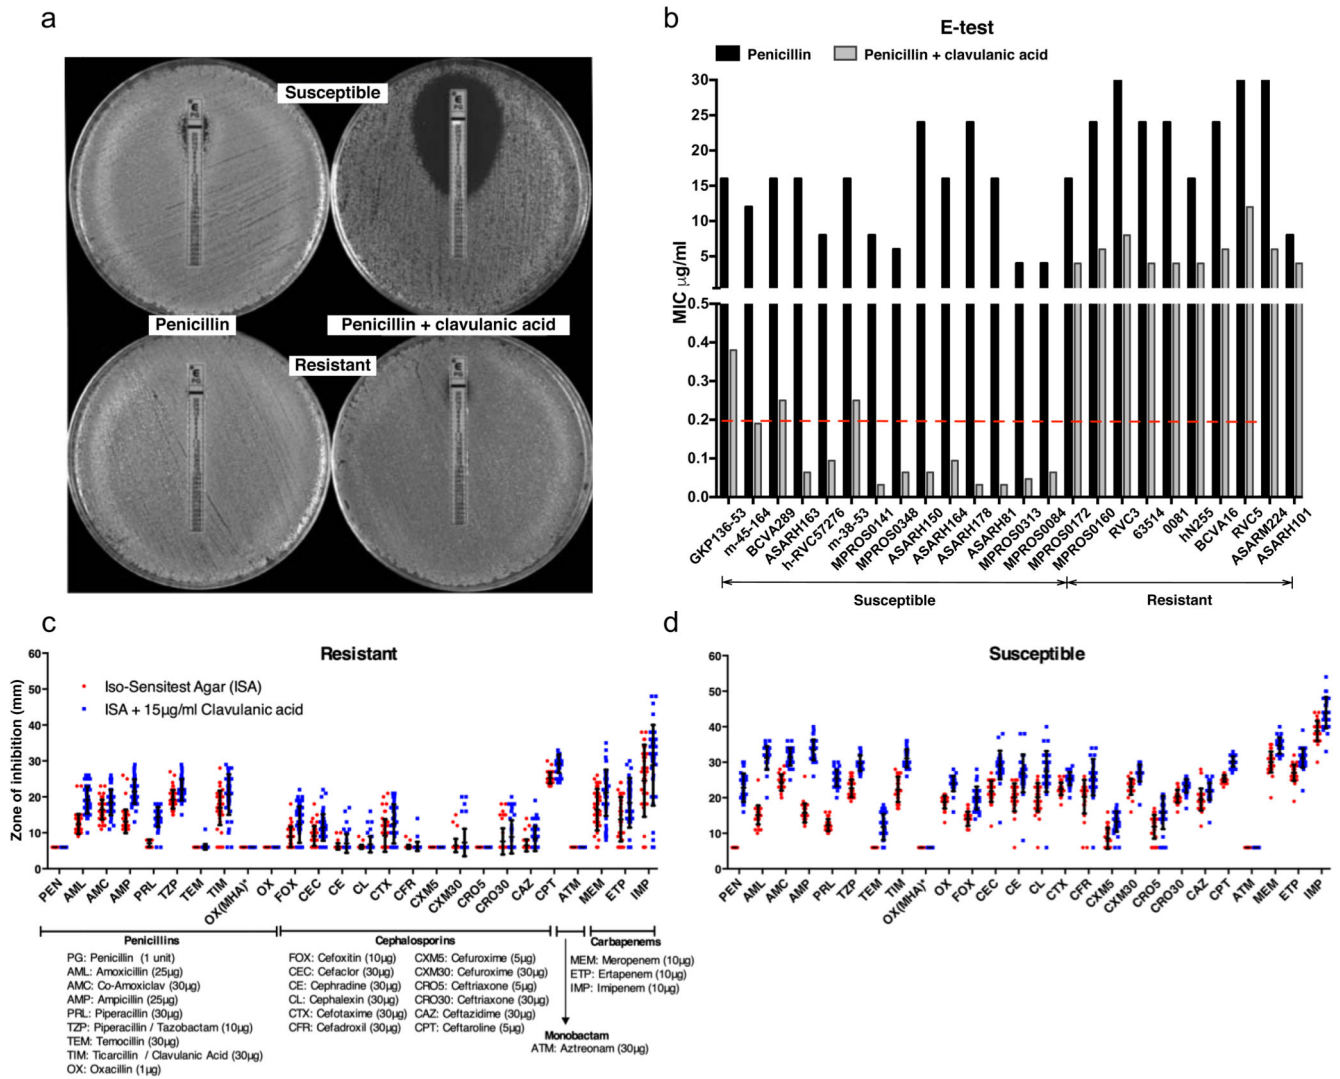 a
Susceptible
E
PG
E
PG
Penicillin
Penicillin + clavulanic acid
Resistant
E
PG
E
PG
b
E-test
Penicillin
Penicillin + clavulanic acid
MIC µg/ml
30
25
20
15
10
5
0.5
0.4
0.3
0.2
0.1
0.0
GKP136-53
m-45-164
BCVA289
ASARH163
h-RVC57276
m-38-53
MPROS0141
MPROS0348
ASARH150
ASARH164
ASARH178
ASARH81
MPROS0313
MPROS0084
MPROS0172
MPROS0160
RVC3
63514
0081
hN255
BCVA16
RVC5
ASARM224
ASARH101
Susceptible
Resistant
c
Resistant
Iso-Sensitest Agar (ISA)
ISA + 15µg/ml Clavulanic acid
Zone of inhibition (mm)
60
50
40
30
20
10
0
PEN
AML
AMC
AMP
PRL
TZP
TEM
TIM
OX(MHA)*
OX
FOX
CEC
CE
CL
CTX
CFR
CXM5
CXM30
CRO5
CRO30
CAZ
CPT
ATM
MEM
ETP
IMP
Penicillins
PG: Penicillin (1 unit)
AML: Amoxicillin (25µg)
AMC: Co-Amoxiclav (30µg)
AMP: Ampicillin (25µg)
PRL: Piperacillin (30µg)
TZP: Piperacillin / Tazobactam (10µg)
TEM: Temocillin (30µg)
TIM: Ticarcillin / Clavulanic Acid (30µg)
OX: Oxacillin (1µg)
Cephalosporins
FOX: Cefoxitin (10µg)
CEC: Cefaclor (30µg)
CE: Cephradine (30µg)
CL: Cephalexin (30µg)
CTX: Cefotaxime (30µg)
CFR: Cefadroxil (30µg)
CXM5: Cefuroxime (5µg)
CXM30: Cefuroxime (30µg)
CRO5: Ceftriaxone (5µg)
CRO30: Ceftriaxone (30µg)
CAZ: Ceftazidime (30µg)
CPT: Ceftaroline (5µg)
Monobactam
ATM: Aztreonam (30µg)
Carbapenems
MEM: Meropenem (10µg)
ETP: Ertapenem (10µg)
IMP: Imipenem (10µg)
d
Susceptible
60
50
40
30
20
10
0
PEN
AML
AMC
AMP
PRL
TZP
TEM
TIM
OX(MHA)*
OX
FOX
CEC
CE
CL
CTX
CFR
CXM5
CXM30
CRO5
CRO30
CAZ
CPT
ATM
MEM
ETP
IMP